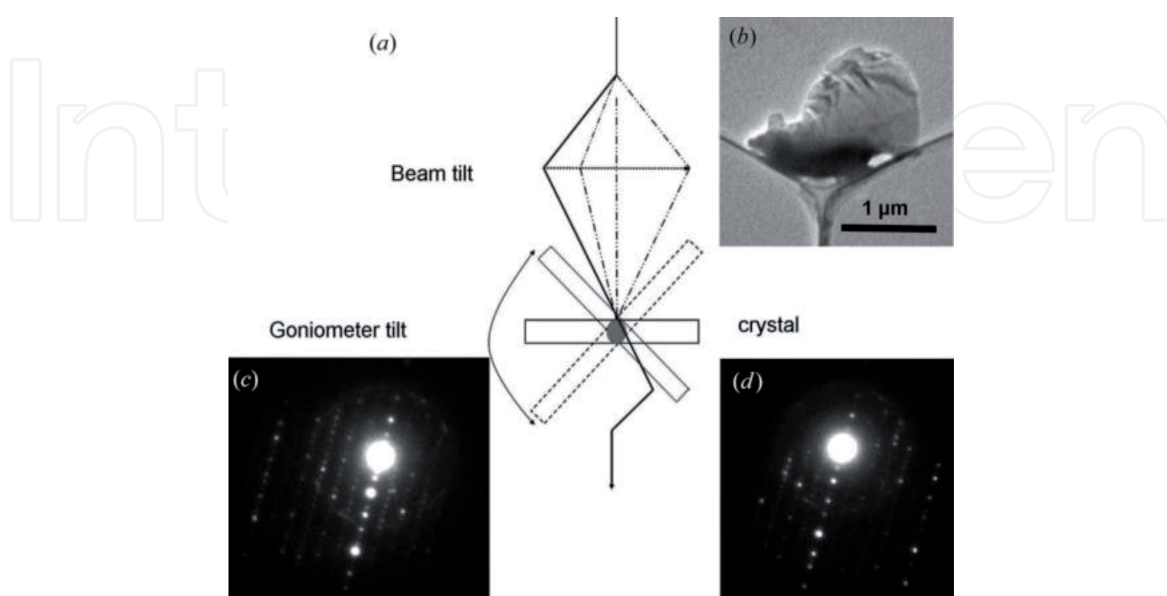 (a)
(b)
Beam tilt
1 μm
Goniometer tilt
crystal
(c)
(d)